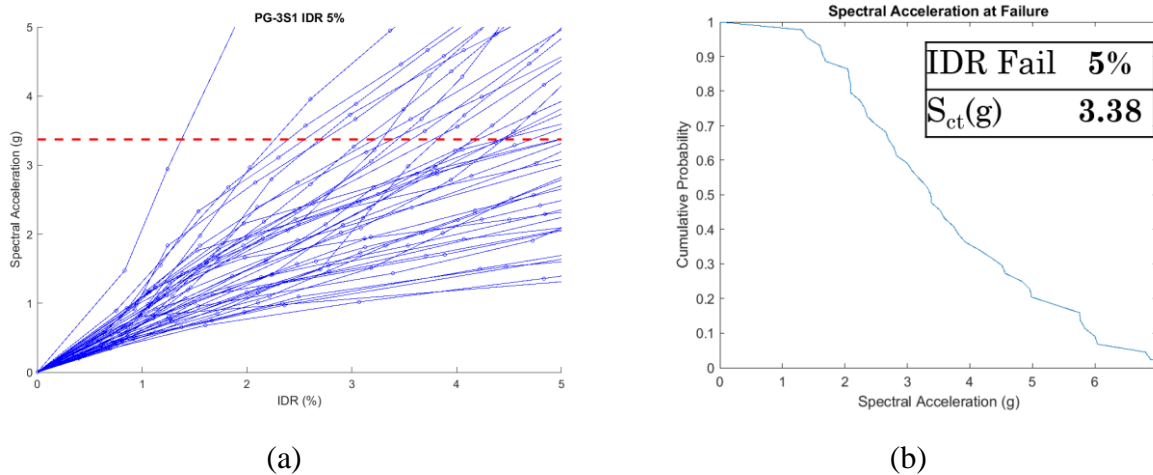 PG-3S1 IDR 5%
5
4
3
2
1
0
Spectral Acceleration (g)
0 1 2 3 4 5
IDR (%)
(a)
Spectral Acceleration at Failure
1
0.9
0.8
0.7
0.6
0.5
0.4
0.3
0.2
0.1
0
Cumulative Probability
IDR Fail 5%
Sct(g) 3.38
0 1 2 3 4 5 6
Spectral Acceleration (g)
(b)